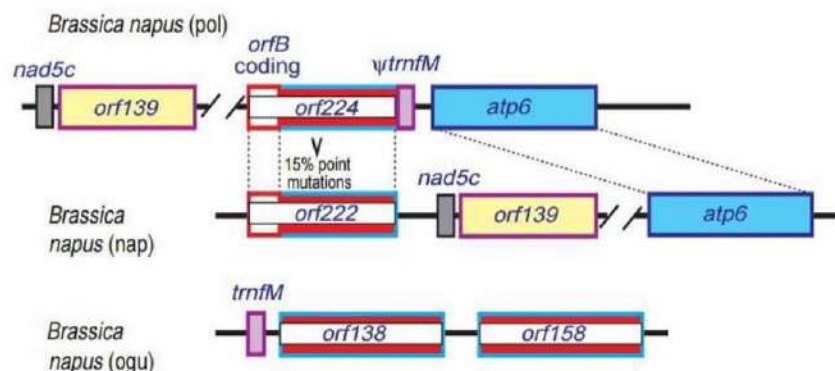 Brassica napus (pol)
orfB
coding
ψtrnfM
nad5c
orf139
orf224
atp6
15% point
mutations
nad5c
Brassica
napus (nap)
orf222
orf139
atp6
trnfM
Brassica
napus (ogu)
orf138
orf158